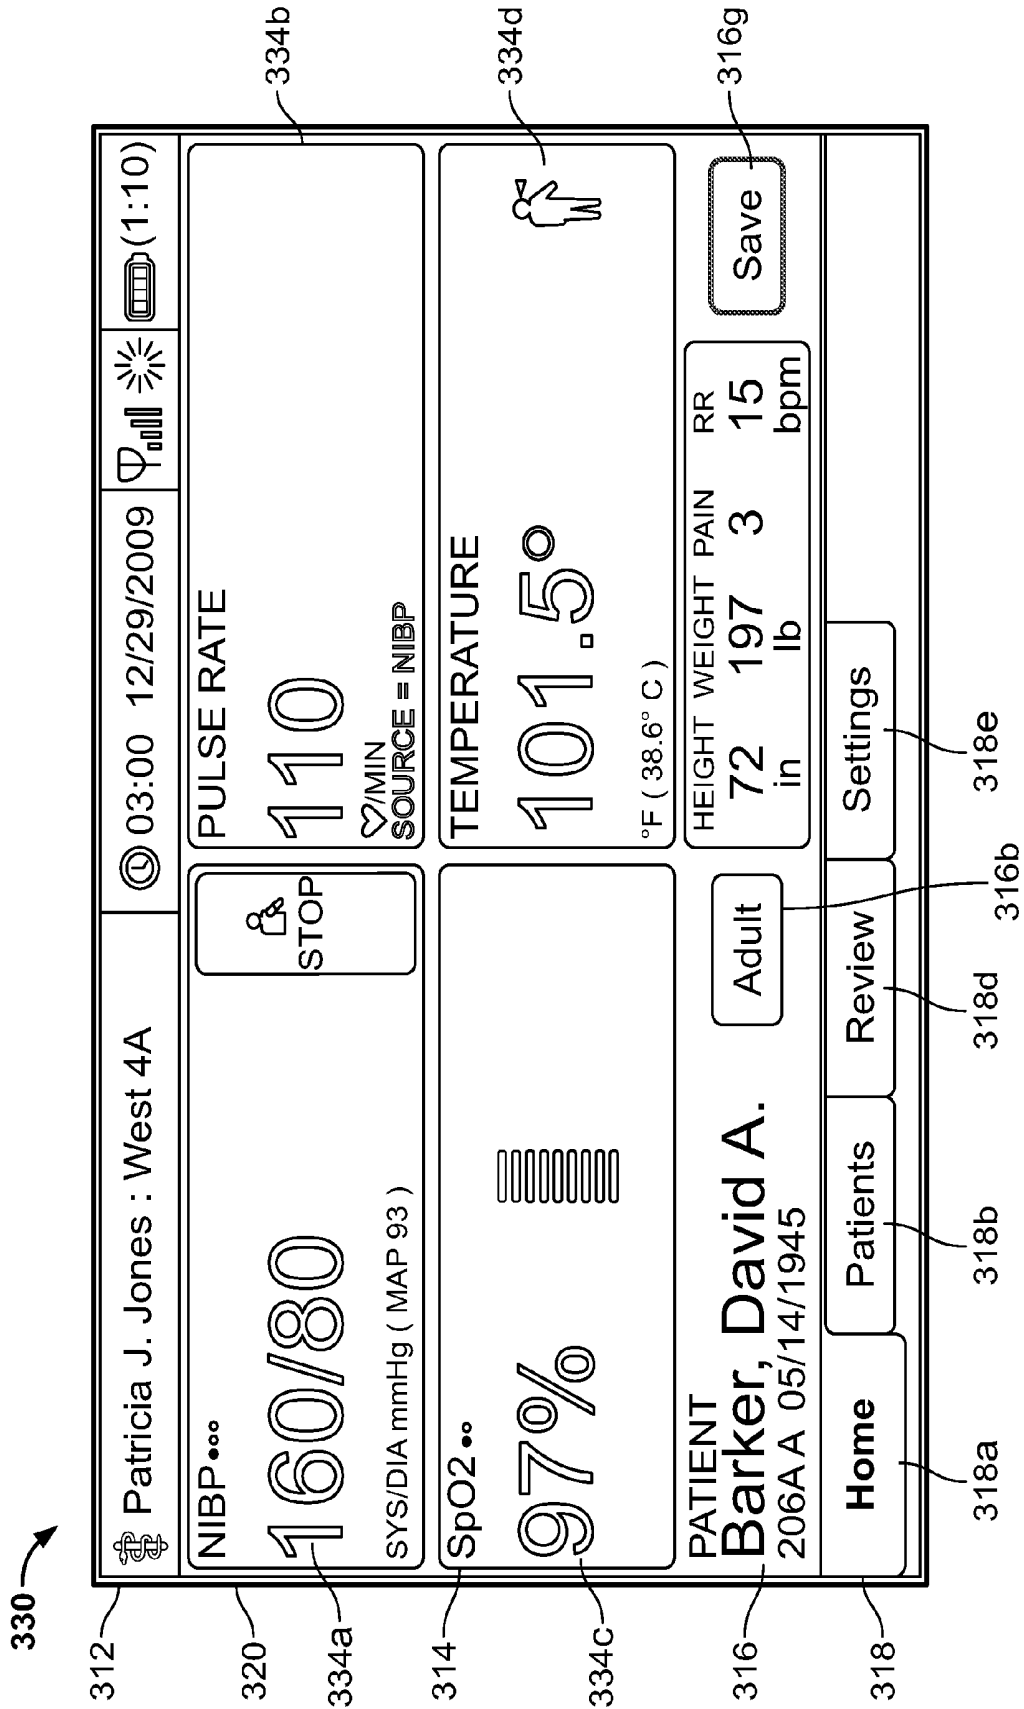 330
312
320
334a
314
334c
316
318
334b
334d
316g
Patricia J. Jones : West 4A
03:00 12/29/2009
(1:10)
NIBP
160/80
SYS/DIA mmHg ( MAP 93 )
STOP
PULSE RATE
110
/MIN
SOURCE = NIBP
SpO2
97%
TEMPERATURE
101.5°
°F ( 38.6° C )
PATIENT
Barker, David A.
206A A 05/14/1945
Adult
HEIGHT WEIGHT PAIN RR
72 197 3 15
in lb bpm
Save
Home
Patients
Review
Settings
318a
318b
318d
316b
318e